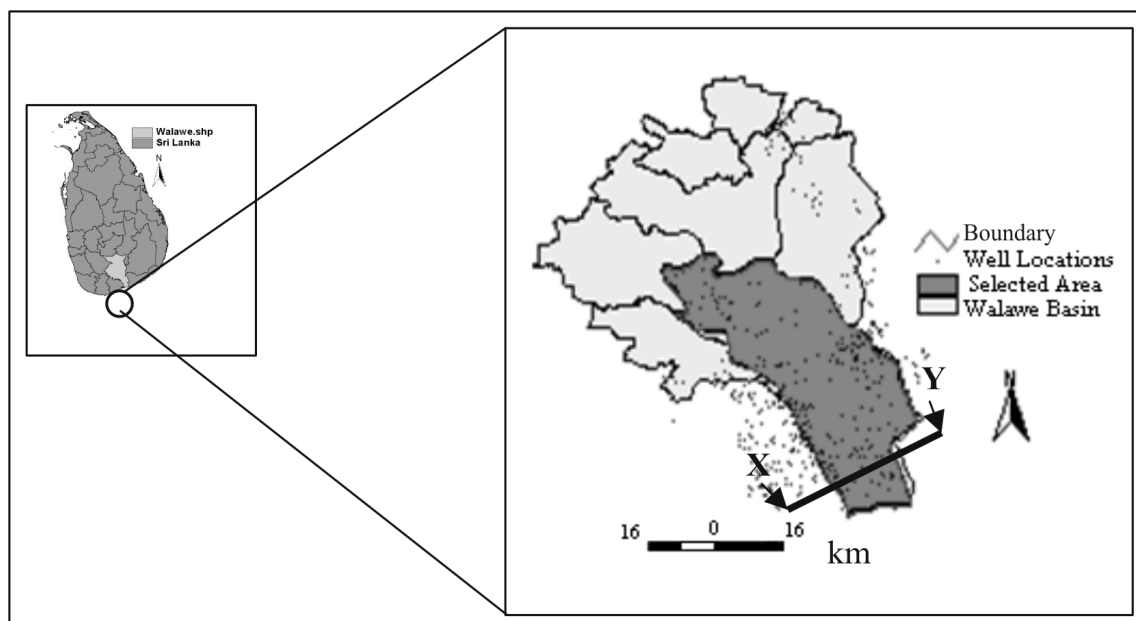 Walawe.shp
Sri Lanka
N
Boundary
Well Locations
Selected Area
Walawe Basin
N
Y
X
16 0 16
km